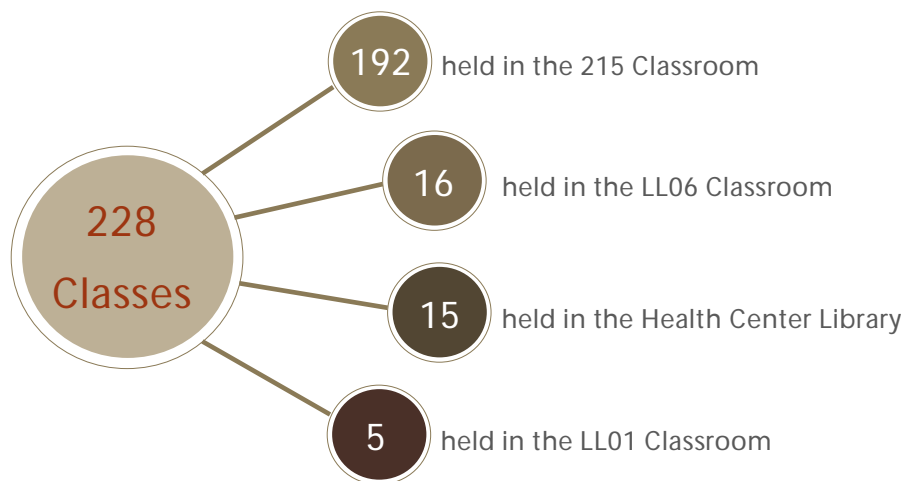 192 held in the 215 Classroom
16 held in the LL06 Classroom
228
Classes
15 held in the Health Center Library
5 held in the LL01 Classroom